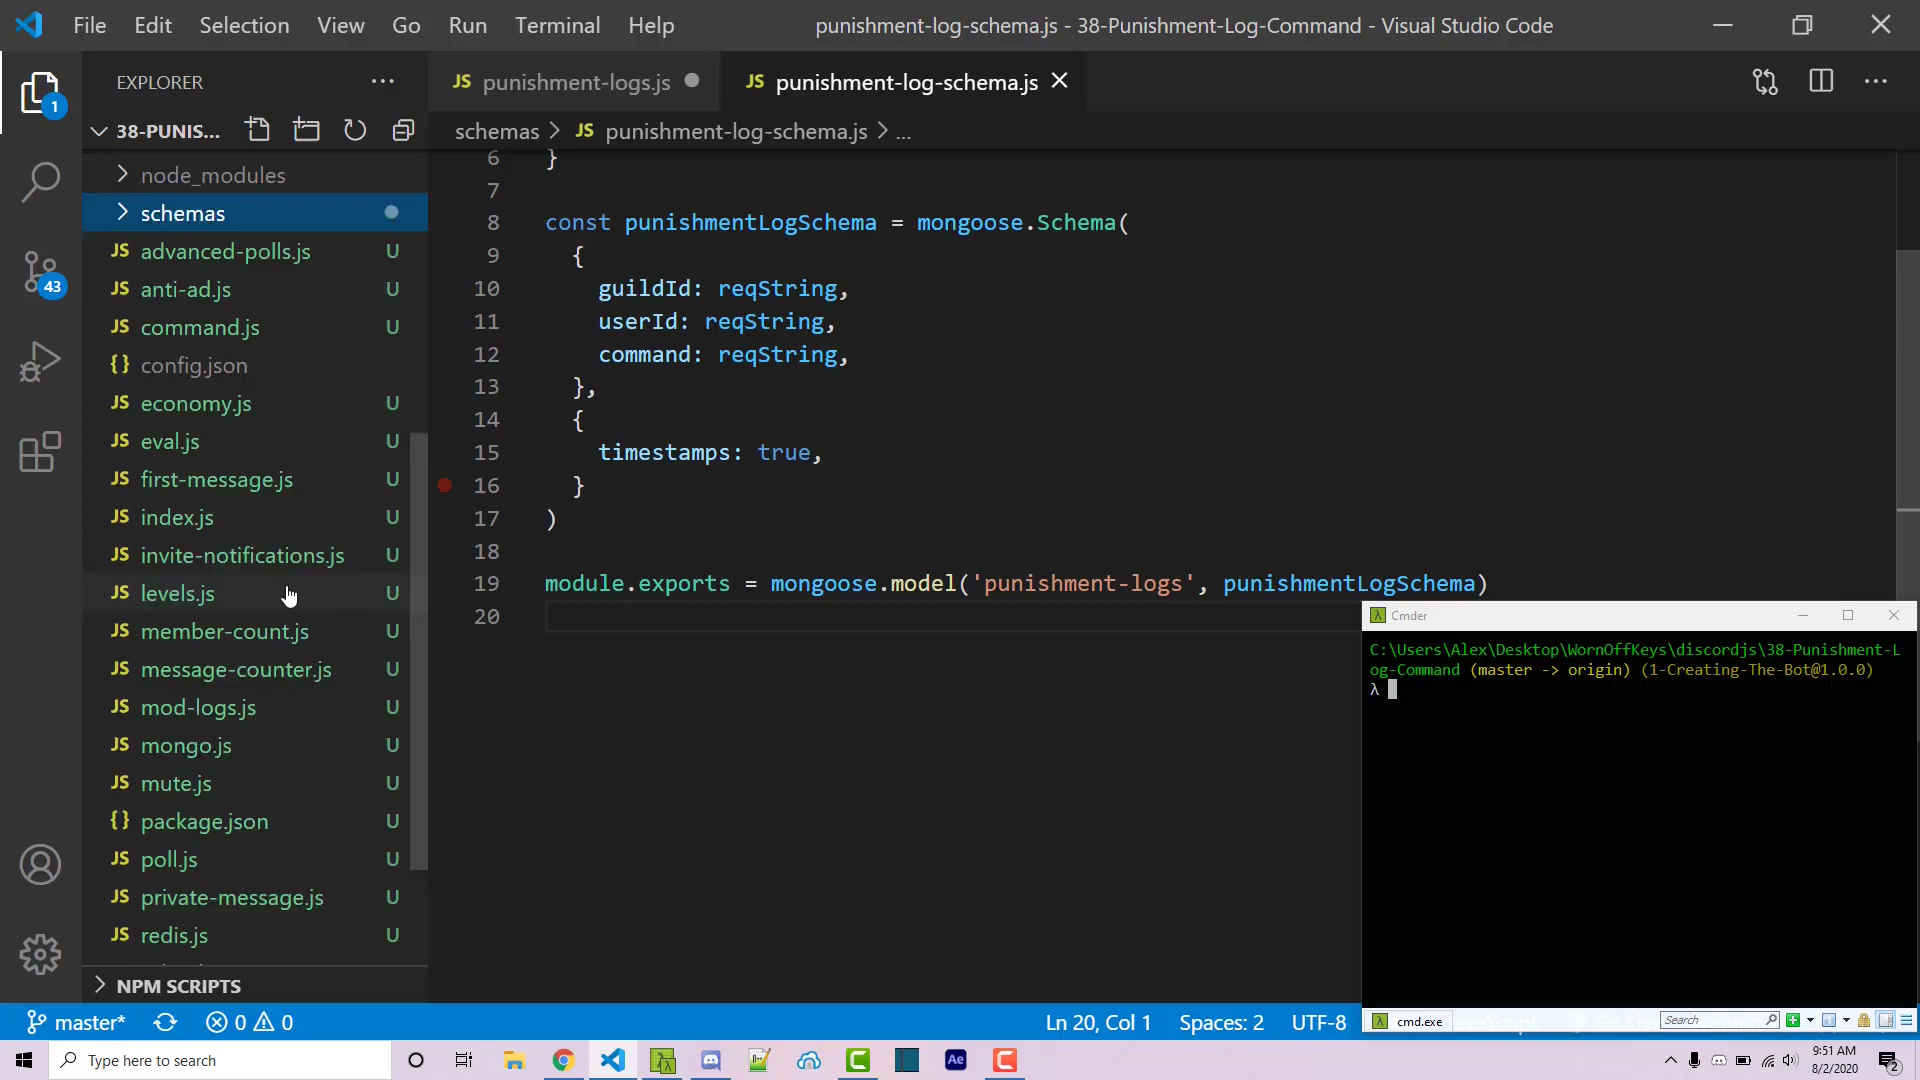 File Edit Selection View Go Run Terminal Help
punishment-log-schema.js - 38-Punishment-Log-Command - Visual Studio Code
EXPLORER
JS punishment-logs.js
JS punishment-log-schema.js
1
38-PUNIS...
schemas > JS punishment-log-schema.js > ...
node_modules
schemas
JS advanced-polls.js U
JS anti-ad.js U
43
JS command.js U
{} config.json
JS economy.js U
JS eval.js U
JS first-message.js U
JS index.js U
JS invite-notifications.js U
JS levels.js U
JS member-count.js U
JS message-counter.js U
JS mod-logs.js U
JS mongo.js U
JS mute.js U
{} package.json U
JS poll.js U
JS private-message.js U
JS redis.js U
NPM SCRIPTS
6 }
7
8 const punishmentLogSchema = mongoose.Schema(
9 {
10 guildId: reqString,
11 userId: reqString,
12 command: reqString,
13 },
14 {
15 timestamps: true,
16 }
17 )
18
19 module.exports = mongoose.model('punishment-logs', punishmentLogSchema)
20
λ Cmder
C:\Users\Alex\Desktop\WornOffKeys\discordjs\38-Punishment-L
og-Command (master -> origin) (1-Creating-The-Bot@1.0.0)
λ
λ cmd.exe
Search
master* 0 0
Ln 20, Col 1 Spaces: 2 UTF-8
Type here to search
Ae
9:51 AM
8/2/2020
2